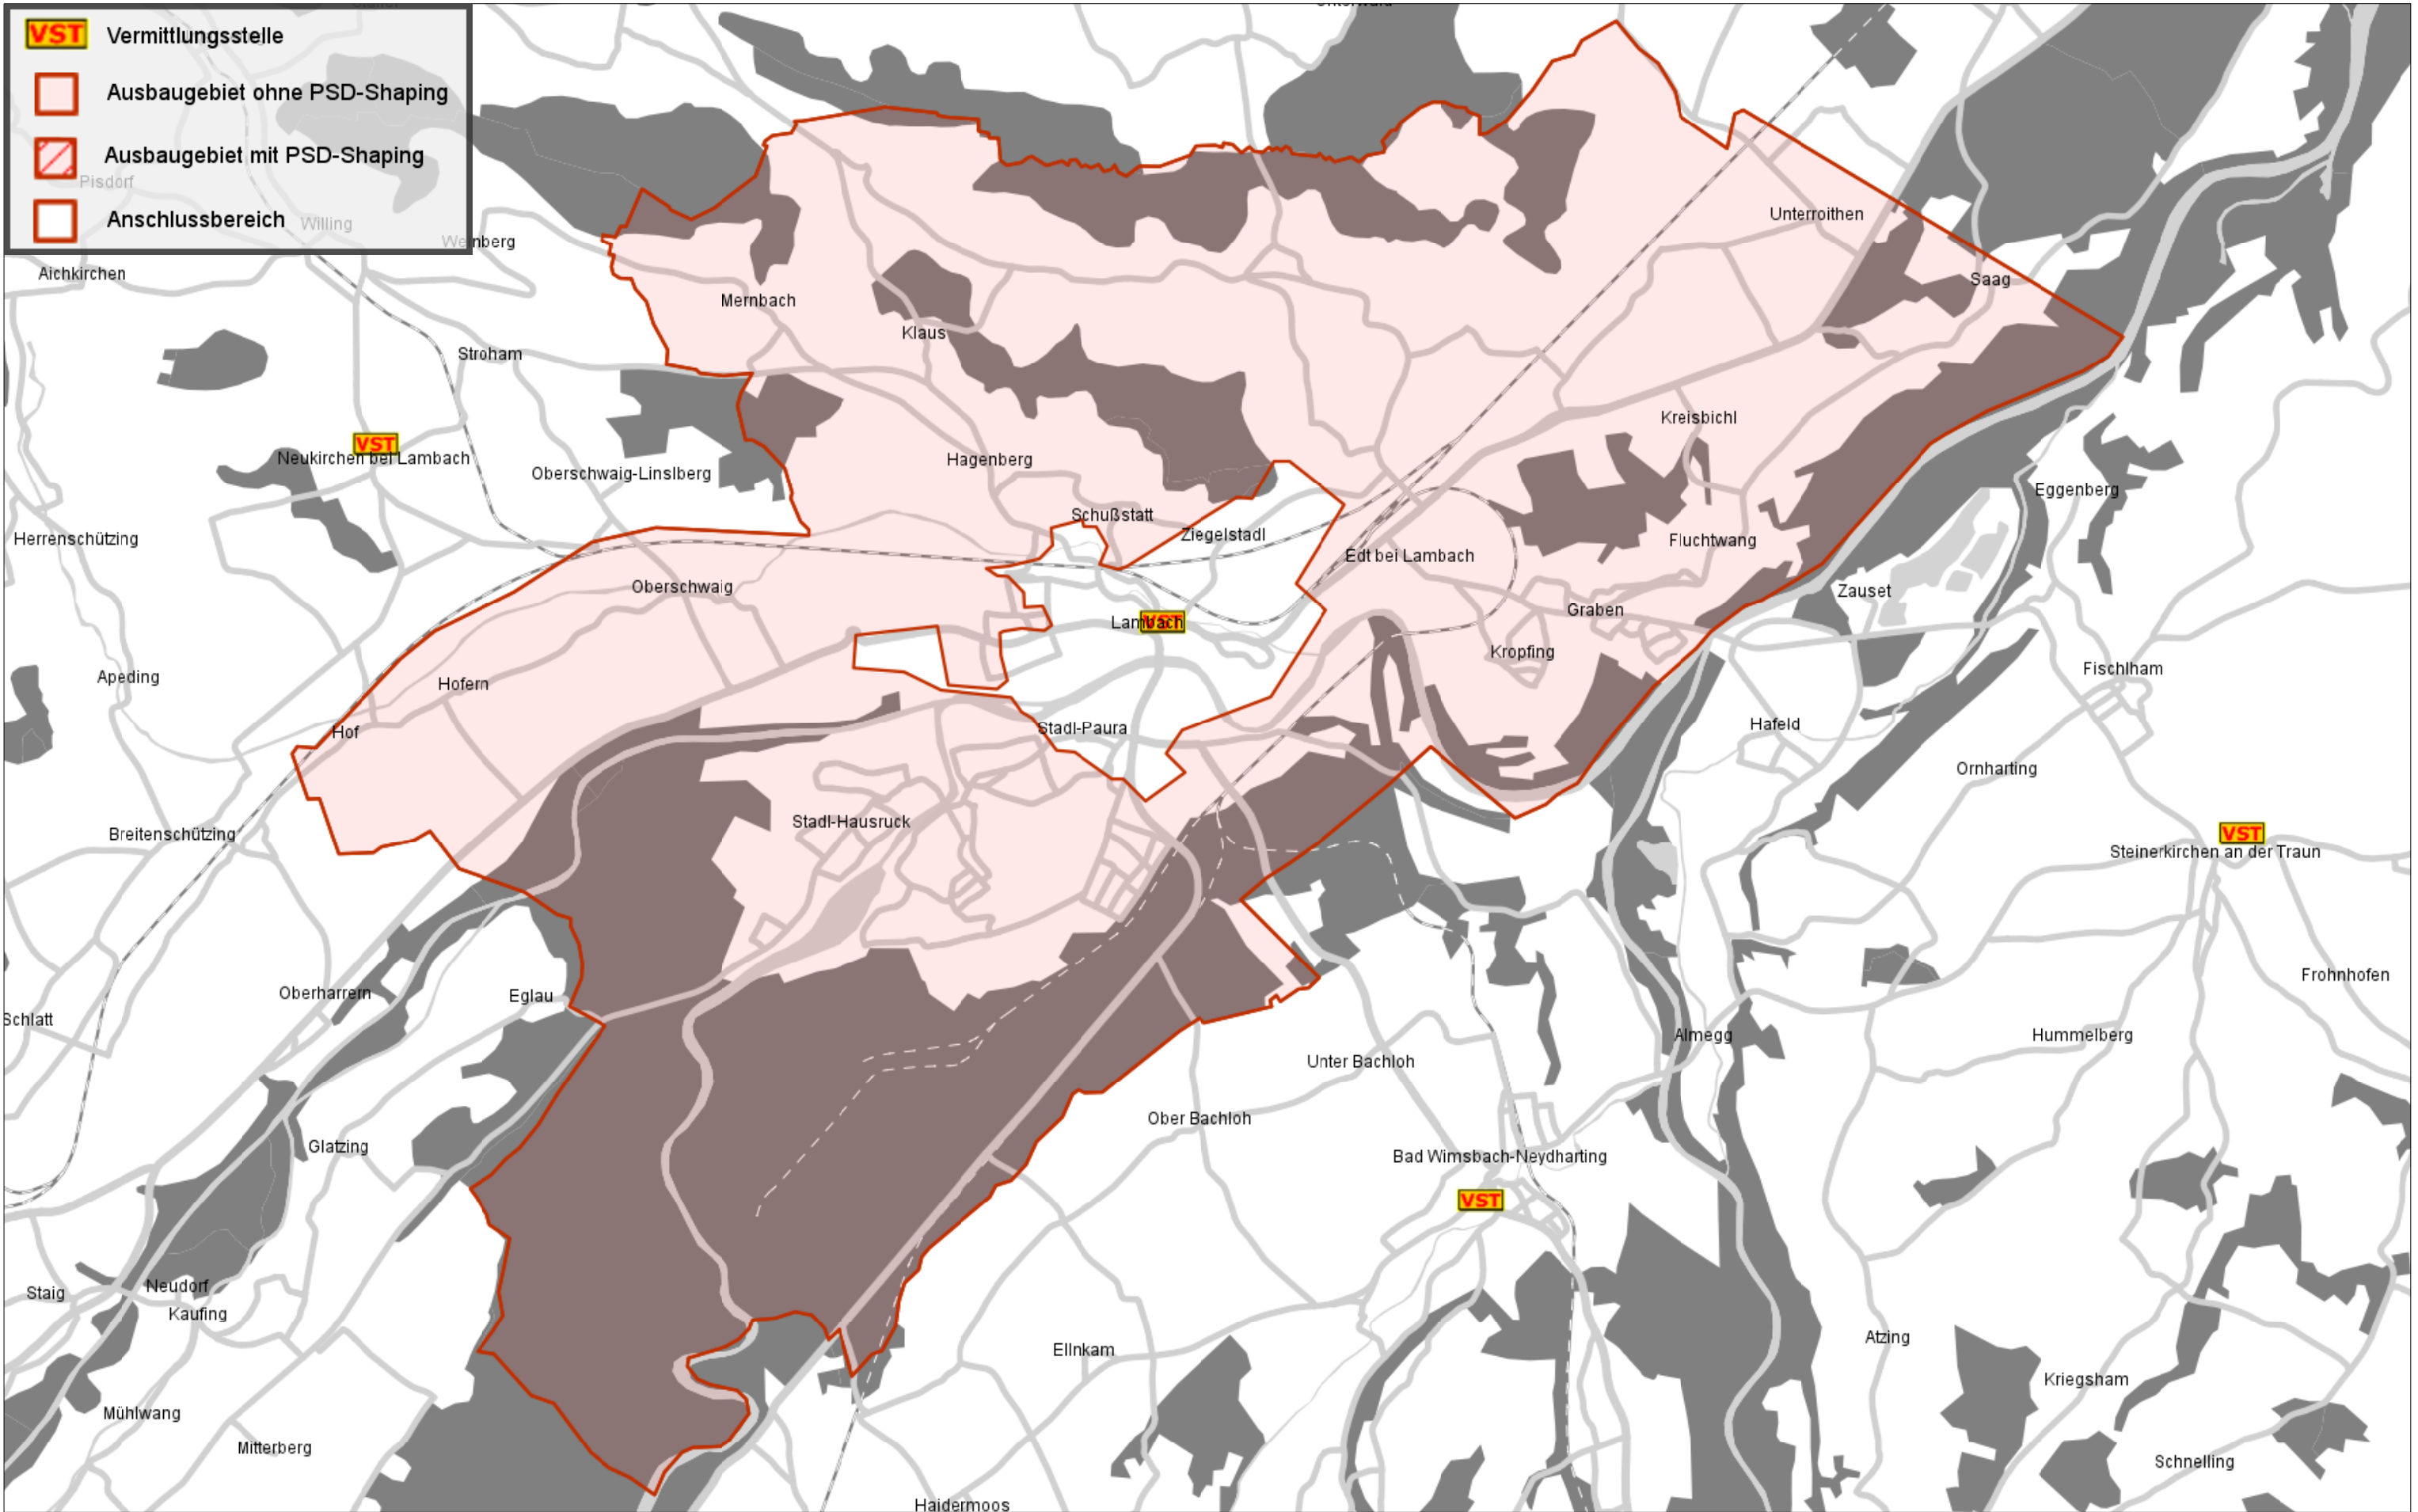 VST Vermittlungsstelle
Ausbaugebiet ohne PSD-Shaping
Ausbaugebiet mit PSD-Shaping
Pisdorf
Anschlussbereich
Willing
Weinberg
Aichkirchen
Unterroithen
Saag
Mernbach
Klaus
Stroham
Kreisbichl
VST
Neukirchen bei Lambach
Oberschwaig-Linslberg
Hagenberg
Eggenberg
Schußstatt
Ziegelstadl
Herrenschützing
Edt bei Lambach
Fluchtwang
Oberschwaig
Zauset
Graben
Lambach
VST
Kropfing
Fischlham
Apeding
Hofern
Hof
Stadl-Paura
Hafeld
Ornharting
Stadl-Hausruck
Breitenschützing
VST
Steinerkirchen an der Traun
Frohnhofen
Oberharrern
Eglau
Schlatt
Almegg
Hummelberg
Unter Bachloh
Ober Bachloh
Glatzing
Bad Wimsbach-Neydharting
VST
Neudorf
Staig
Kaufing
Atzing
Ellnkam
Kriegsham
Mühlwang
Mitterberg
Schnelling
Haidermoos